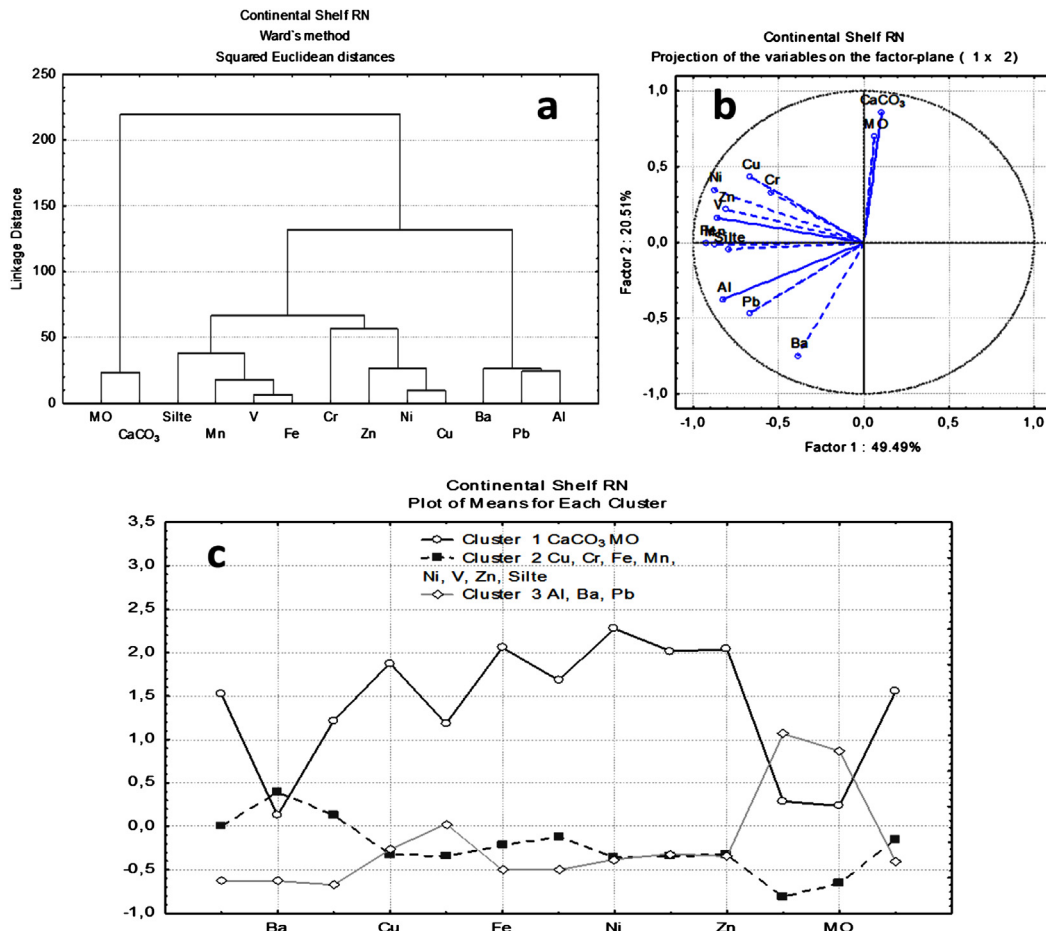 Continental Shelf RN
Ward`s method
Squared Euclidean distances
a
250
200
150
100
50
0
Linkage Distance
MO
CaCO₃
Silte
Mn
V
Fe
Cr
Zn
Ni
Cu
Ba
Pb
Al
Continental Shelf RN
Projection of the variables on the factor-plane ( 1 x 2)
b
CaCO₃
MO
Cu
Cr
Ni
Zn
V
Silte
Al
Pb
Ba
1,0
0,5
0,0
-0,5
-1,0
Factor 2 : 20.51%
-1,0 -0,5 0,0 0,5 1,0
Factor 1 : 49.49%
Continental Shelf RN
Plot of Means for Each Cluster
c
Cluster 1 CaCO₃ MO
Cluster 2 Cu, Cr, Fe, Mn,
Ni, V, Zn, Silte
Cluster 3 Al, Ba, Pb
3,5
3,0
2,5
2,0
1,5
1,0
0,5
0,0
-0,5
-1,0
Ba Cu Fe Ni Zn MO